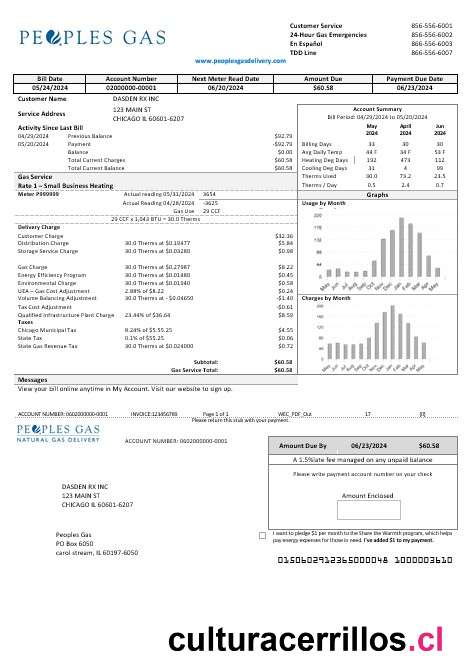 PEOPLES GAS
Customer Service 856-556-6001
24-Hour Gas Emergencies 866-556-6002
En Español 866-556-6003
TDD Line 866-556-6007
www.peoplesgasdelivery.com
Bill Date Account Number Next Meter Read Date Amount Due Payment Due Date
05/24/2024 02000000-00001 06/20/2024 $60.58 06/23/2024
Customer Name DASDEN RX INC
Service Address 123 MAIN ST
CHICAGO IL 60601-6207
Activity Since Last Bill
04/29/2024 Previous Balance $92.79
05/20/2024 Payment -$92.79
Balance $0.00
Total Current Charges $60.58
Total Current Balance $60.58
Gas Service
Rate 1 – Small Business Heating
Meter P999999 Actual reading 05/31/2024 3654
Actual reading 04/28/2024 -3625
Gas Use 29 CCF
29 CCF x 1,043 BTU = 30.0 Therms
Delivery Charge
Customer Charge $32.36
Distribution Charge 30.0 Therms at $0.19477 $5.84
Storage Service Charge 30.0 Therms at $0.03280 $0.98
Gas Charge 30.0 Therms at $0.27987 $8.22
Energy Efficiency Program 30.0 Therms at $0.01480 $0.45
Environmental Charge 30.0 Therms at $0.01940 $0.58
UEA – Gas Cost Adjustment 2.98% of $8.22 $0.24
Volume Balancing Adjustment 30.0 Therms at - $0.04650 -$1.40
Tax Cost Adjustment -$0.61
Qualified Infrastructure Plant Charge 23.44% of $36.64 $8.59
Taxes
Chicago Municipal Tax 8.24% of $5.55.25 $4.55
State Tax 0.1% of $55.25 $0.06
State Gas Revenue Tax 30.0 Therms at $0.024000 $0.72
Subtotal: $60.58
Gas Service Total: $60.58
Account Summary
Bill Period: 04/29/2024 to 05/20/2024
May 2024 April 2024 June 2024
Billing Days 33 30 30
Avg Daily Temp 44 F 34 F 53 F
Heating Deg Days 192 473 112
Cooling Deg Days 31 4 99
Therms Used 30.0 73.2 23.5
Therms / Day 0.5 2.4 0.7
Graphs
Usage by Month
Charges by Month
Messages
View your bill online anytime in My Account. Visit our website to sign up.
ACCOUNT NUMBER: 0602000000-0001 INVOICE:123456789 Page 1 of 1 WEC_PDF_Out 17 [0]
Please return this stub with your payment.
PEOPLES GAS
NATURAL GAS DELIVERY
ACCOUNT NUMBER: 0602000000-0001
Amount Due By 06/23/2024 $60.58
A 1.5%late fee managed on any unpaid balance
Please write payment account number on your check
Amount Enclosed
DASDEN RX INC
123 MAIN ST
CHICAGO IL 60601-6207
Peoples Gas
PO Box 6050
carol stream, IL 60197-6050
I want to pledge $1 per month to the Share the Warmth program, which helps
pay energy expenses for those in need. I've added $1 to my payment.
0150602912365000048 1000003610
culturacerrillos.cl